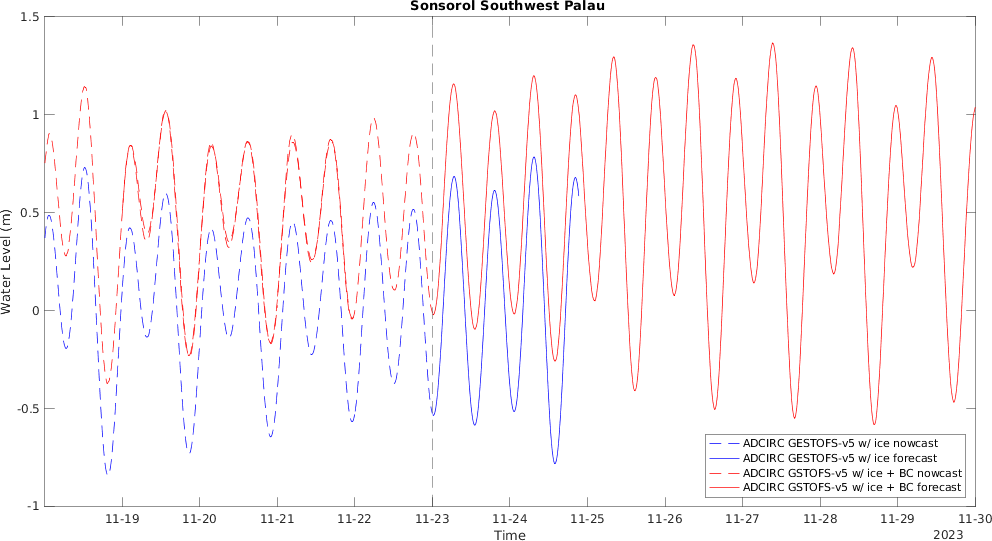 Sonsorol Southwest Palau
1.5
1
0.5
0
-0.5
-1
Water Level (m)
11-19
11-20
11-21
11-22
11-23
11-24
11-25
11-26
11-27
11-28
11-29
11-30
Time
2023
ADCIRC GESTOFS-v5 w/ ice nowcast
ADCIRC GESTOFS-v5 w/ ice forecast
ADCIRC GSTOFS-v5 w/ ice + BC nowcast
ADCIRC GSTOFS-v5 w/ ice + BC forecast